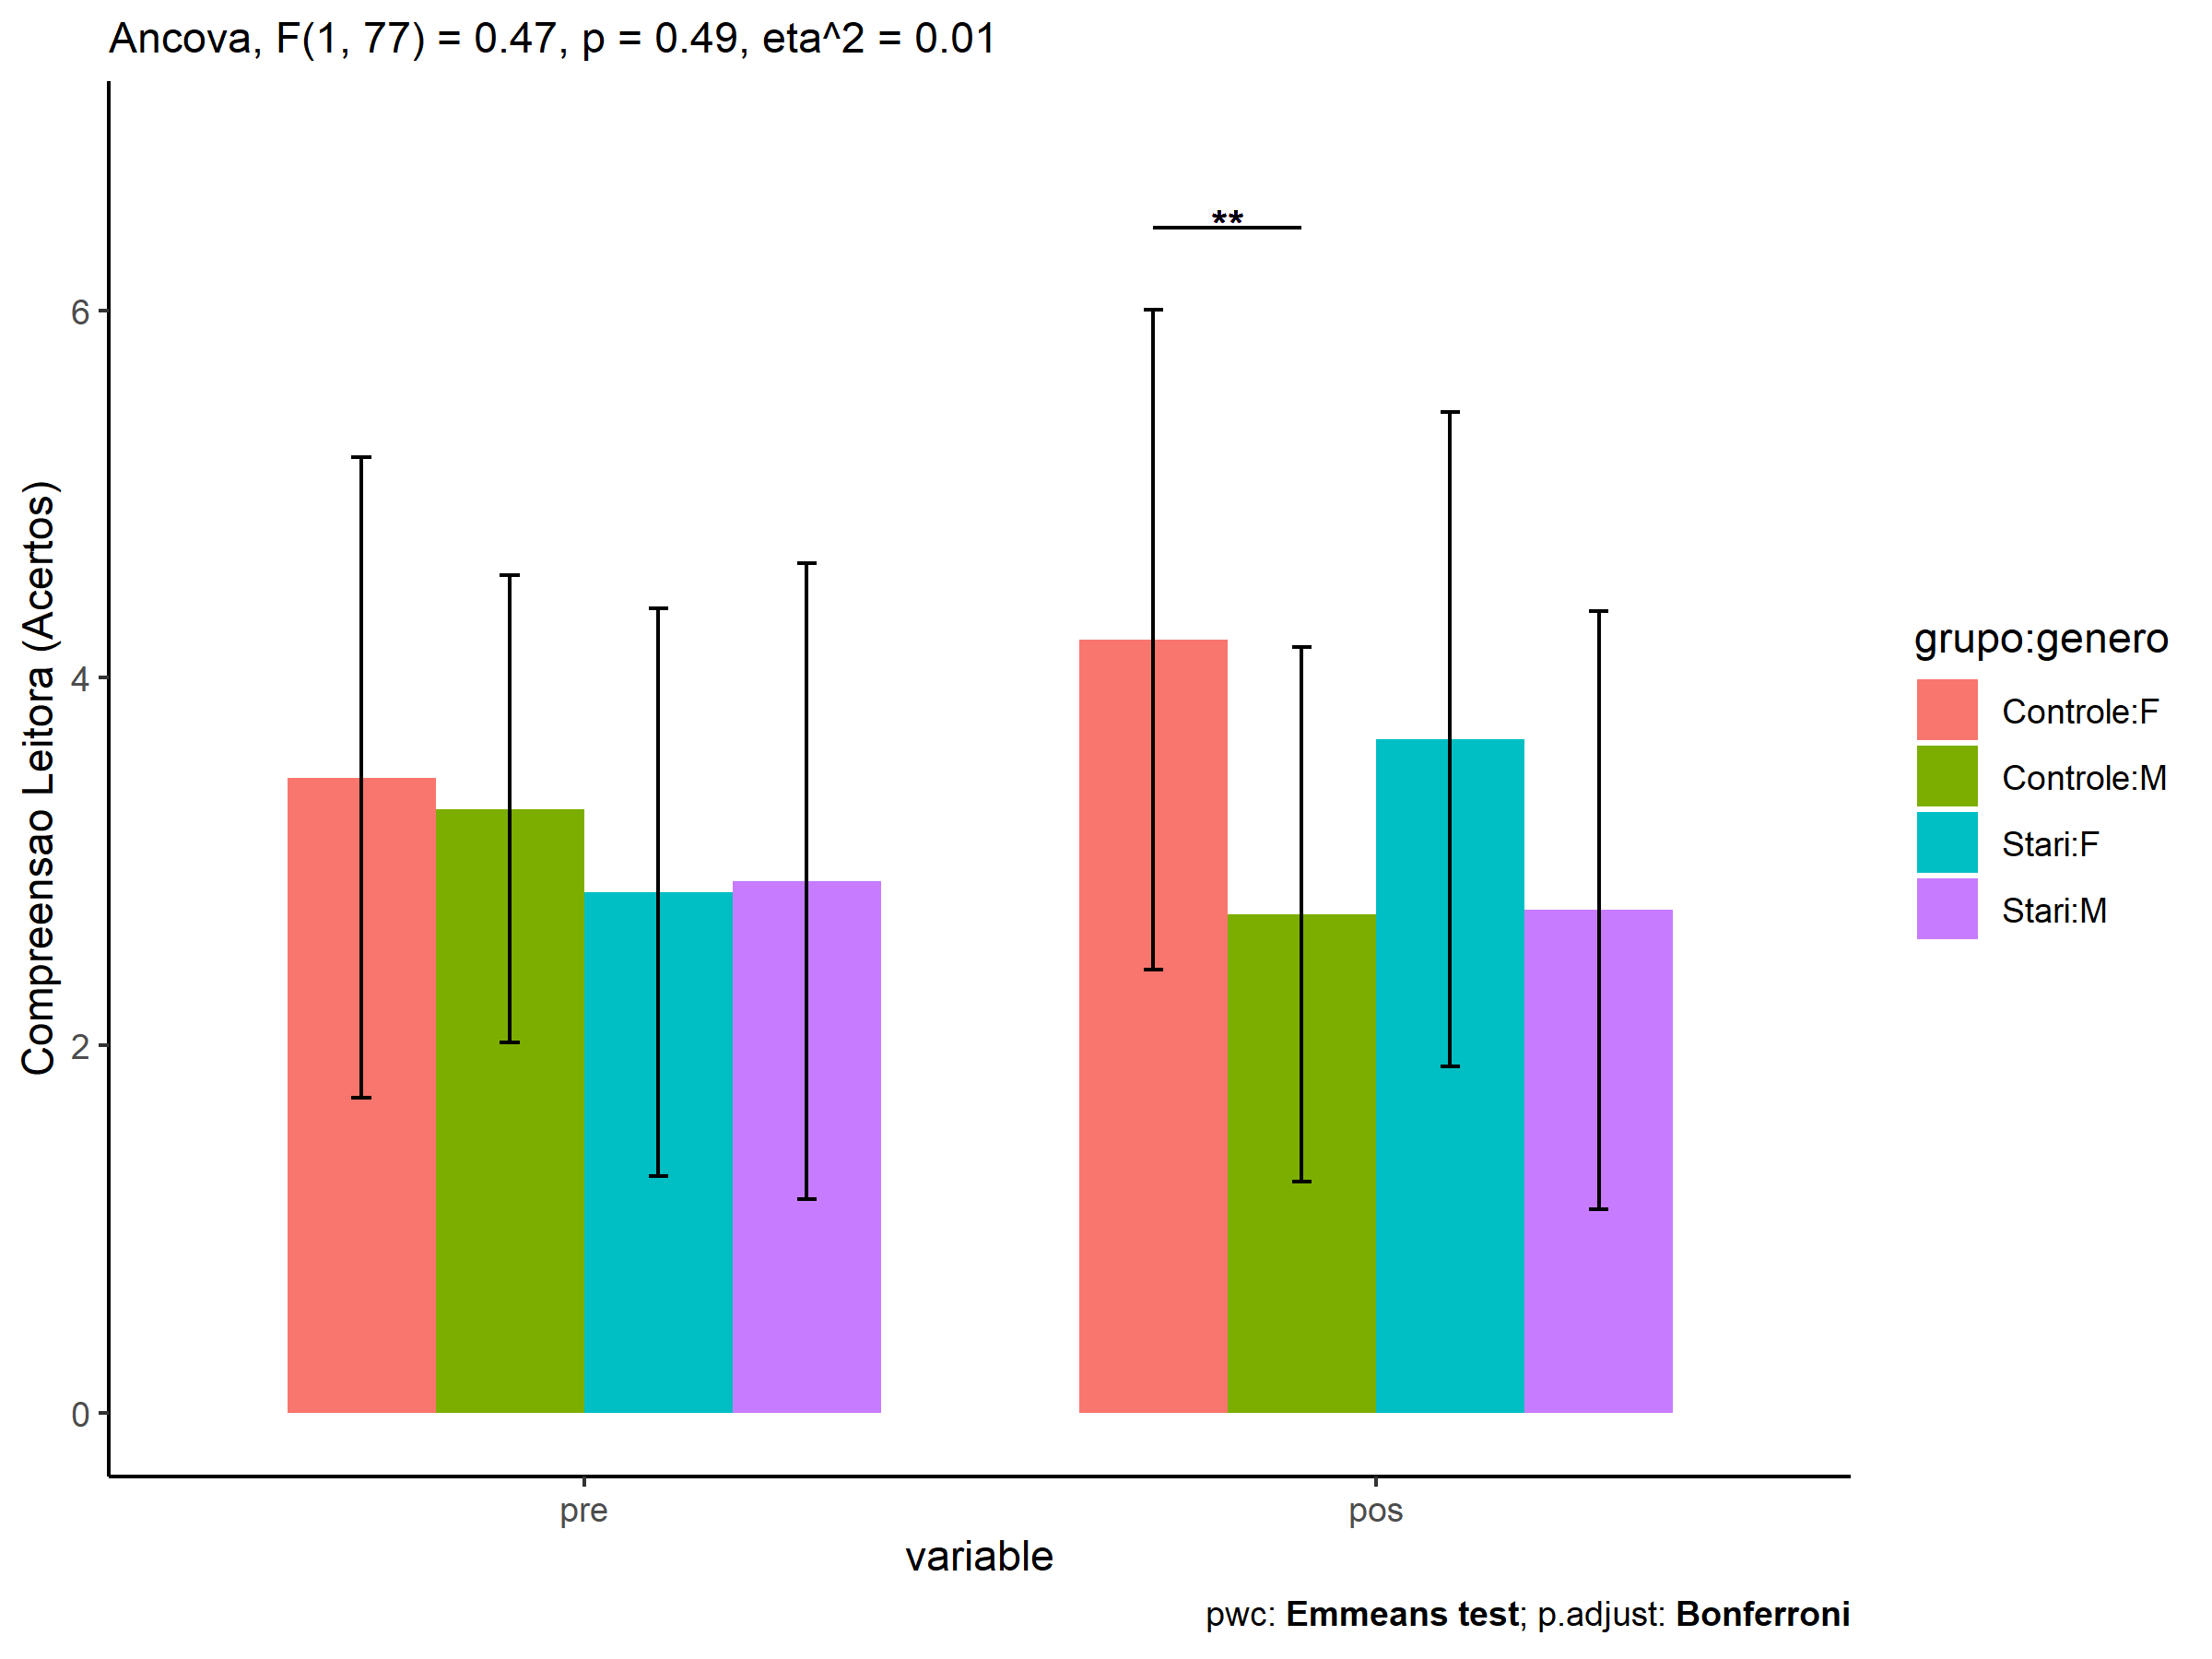 Ancova, F(1, 77) = 0.47, p = 0.49, eta^2 = 0.01
**
6
4
2
0
Compreensao Leitora (Acertos)
pre
pos
variable
grupo:genero
Controle:F
Controle:M
Stari:F
Stari:M
pwc: Emmeans test; p.adjust: Bonferroni